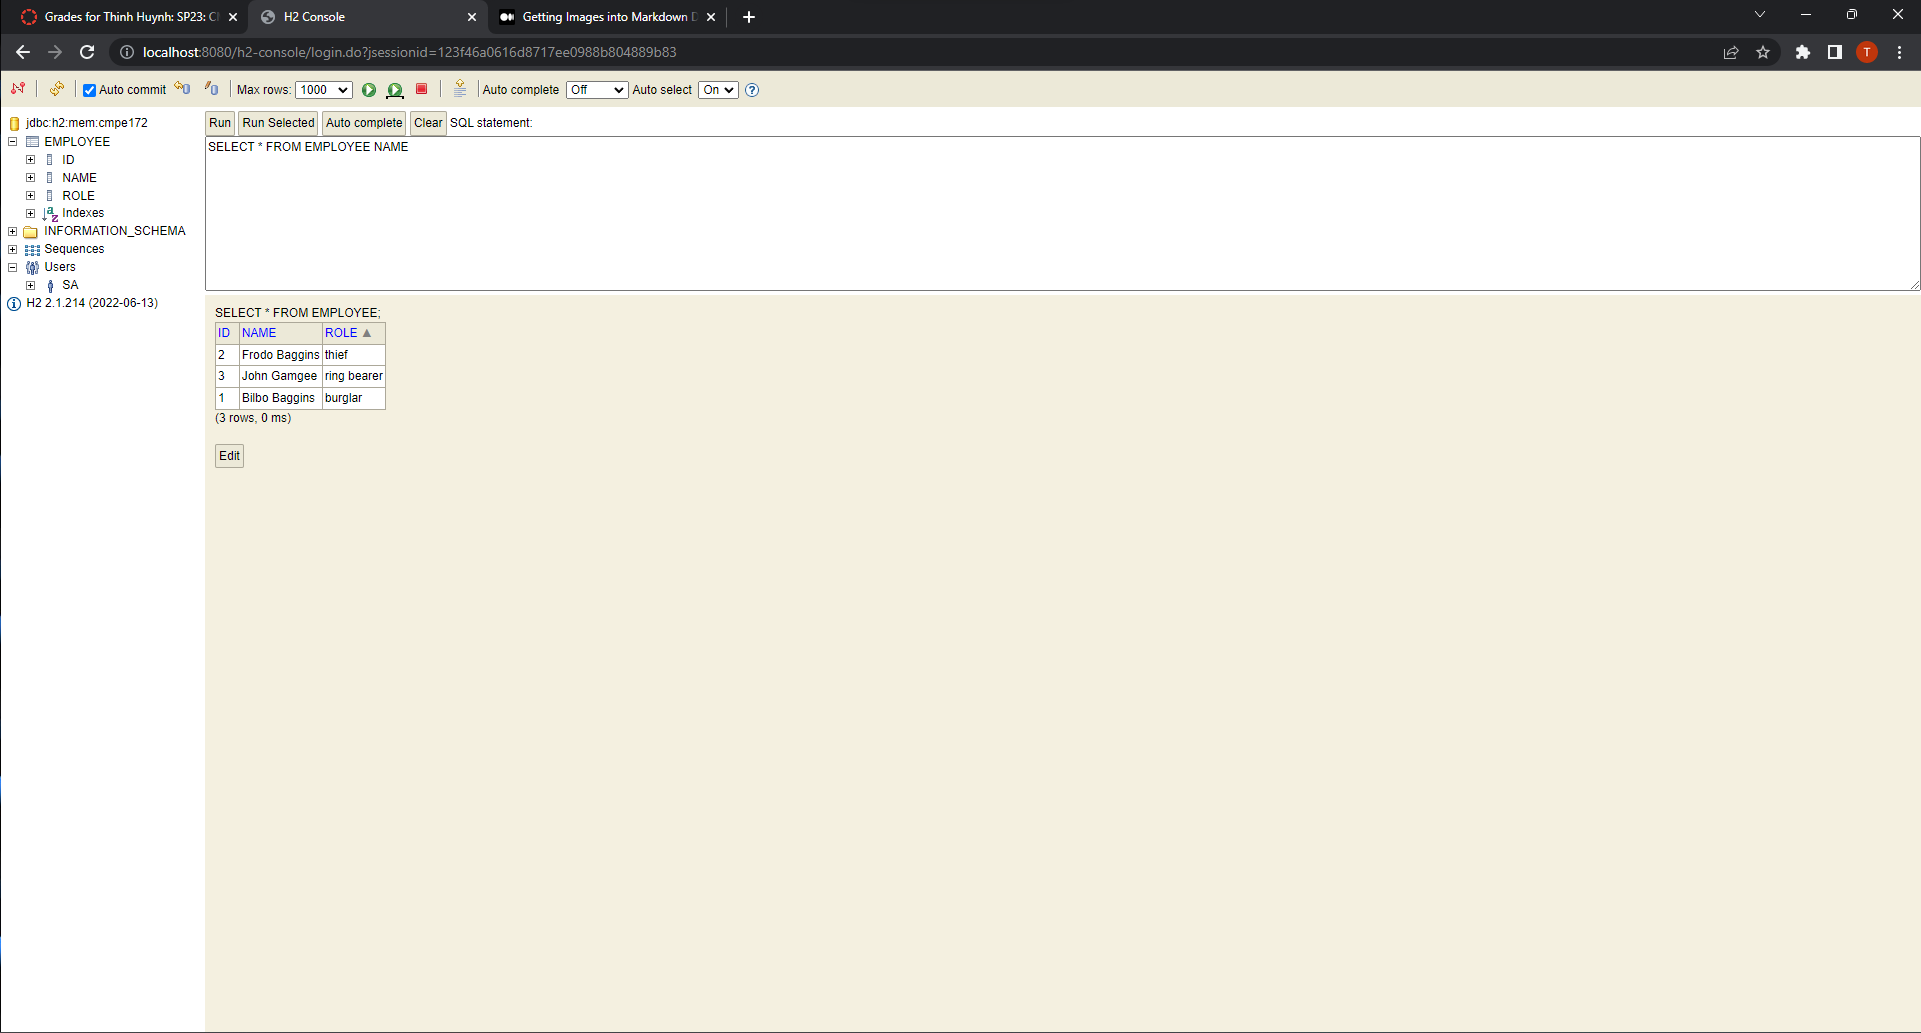 Grades for Thinh Huynh: SP23: C
H2 Console
Getting Images into Markdown D
localhost:8080/h2-console/login.do?jsessionid=123f46a0616d8717ee0988b804889b83
T
Auto commit
Max rows: 1000
Auto complete Off
Auto select On
jdbc:h2:mem:cmpe172
EMPLOYEE
ID
NAME
ROLE
Indexes
INFORMATION_SCHEMA
Sequences
Users
SA
H2 2.1.214 (2022-06-13)
Run Run Selected Auto complete Clear SQL statement:
SELECT * FROM EMPLOYEE NAME
SELECT * FROM EMPLOYEE;
ID NAME ROLE
2 Frodo Baggins thief
3 John Gamgee ring bearer
1 Bilbo Baggins burglar
(3 rows, 0 ms)
Edit